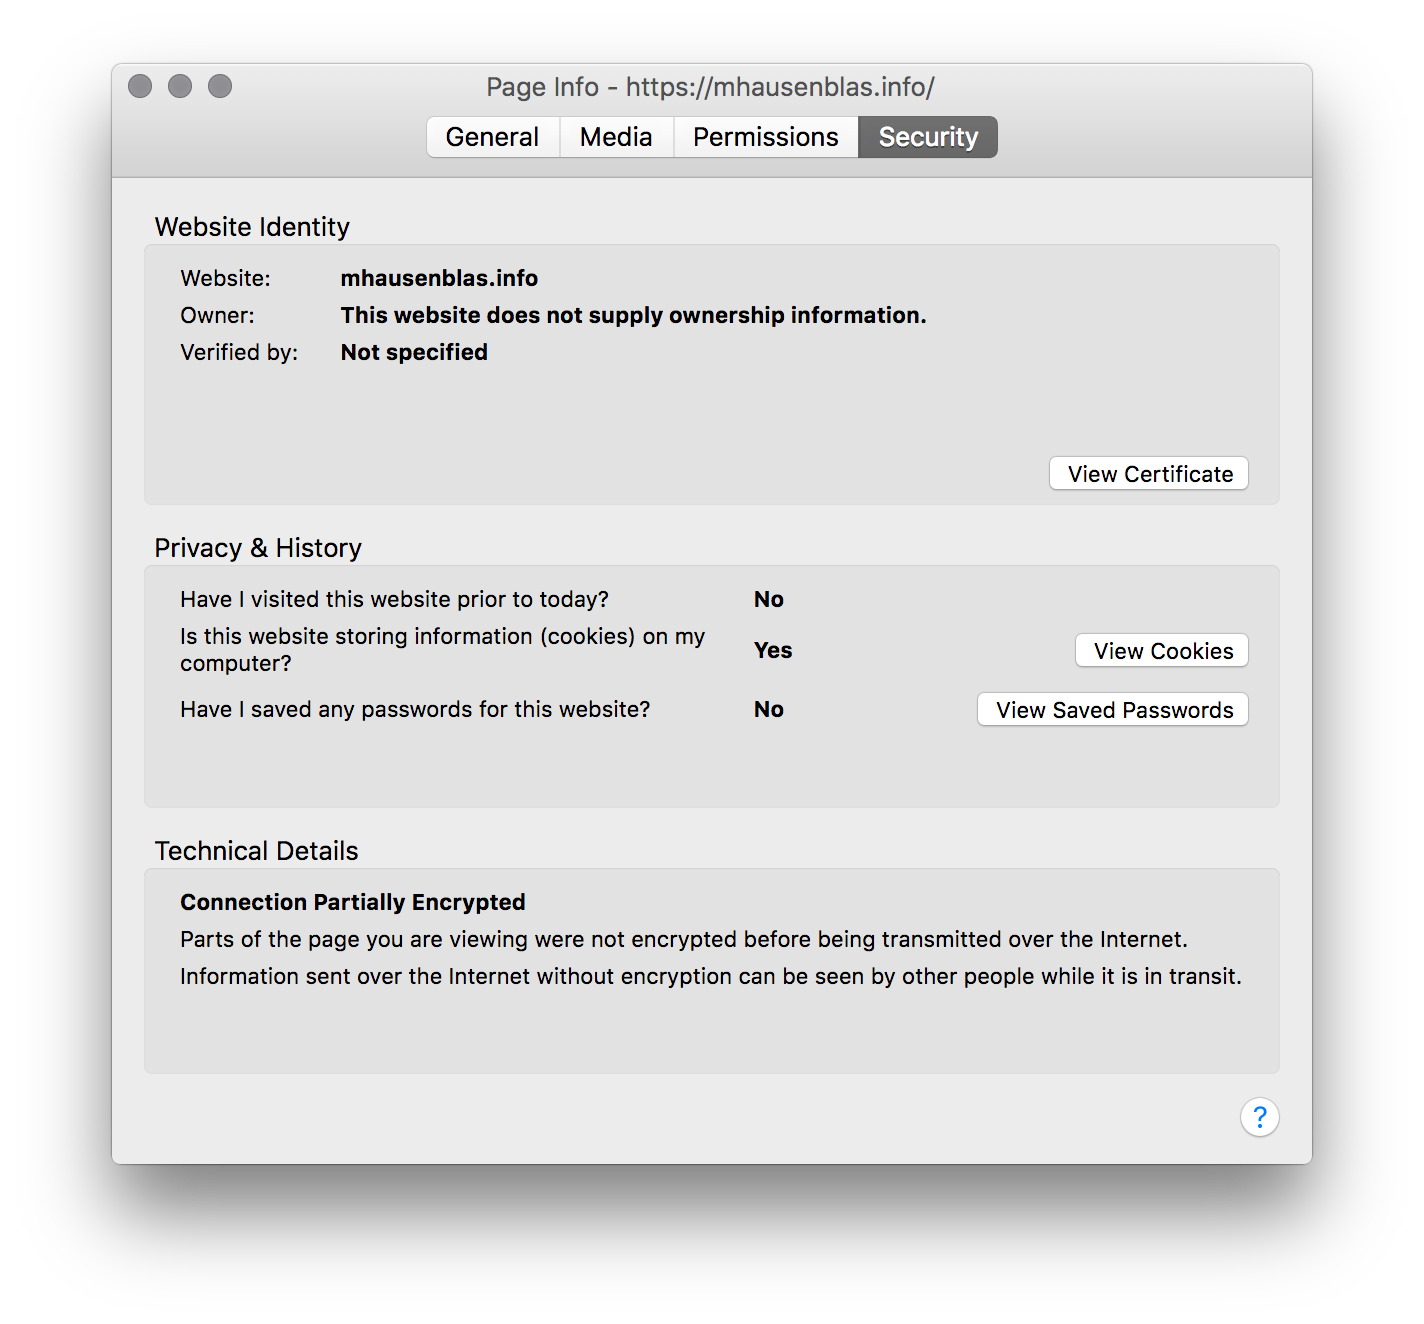 Page Info - https://mhausenblas.info/
General Media Permissions Security
Website Identity
Website: mhausenblas.info
Owner: This website does not supply ownership information.
Verified by: Not specified
View Certificate
Privacy & History
Have I visited this website prior to today? No
Is this website storing information (cookies) on my
computer? Yes View Cookies
Have I saved any passwords for this website? No View Saved Passwords
Technical Details
Connection Partially Encrypted
Parts of the page you are viewing were not encrypted before being transmitted over the Internet.
Information sent over the Internet without encryption can be seen by other people while it is in transit.
?